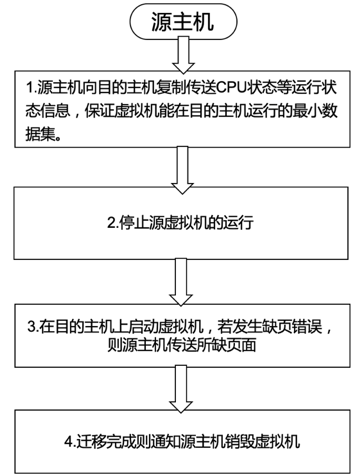 源主机
1.源主机向目的主机复制传送CPU状态等运行状
态信息，保证虚拟机能在目的主机运行的最小数
据集。
2.停止源虚拟机的运行
3.在目的主机上启动虚拟机，若发生缺页错误，
则源主机传送所缺页面
4.迁移完成则通知源主机销毁虚拟机